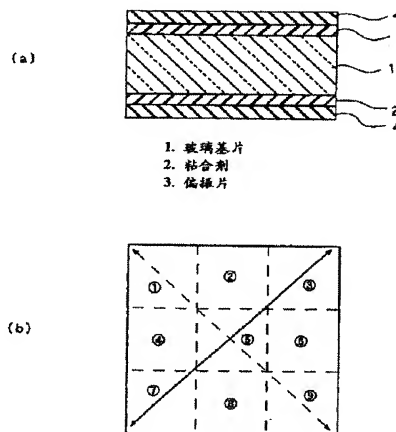 (a)
1
2
1. 玻璃基片
2. 粘合剂
3. 偏振片
(b)
① ② ③
④ ⑤ ⑥
⑦ ⑧ ⑨